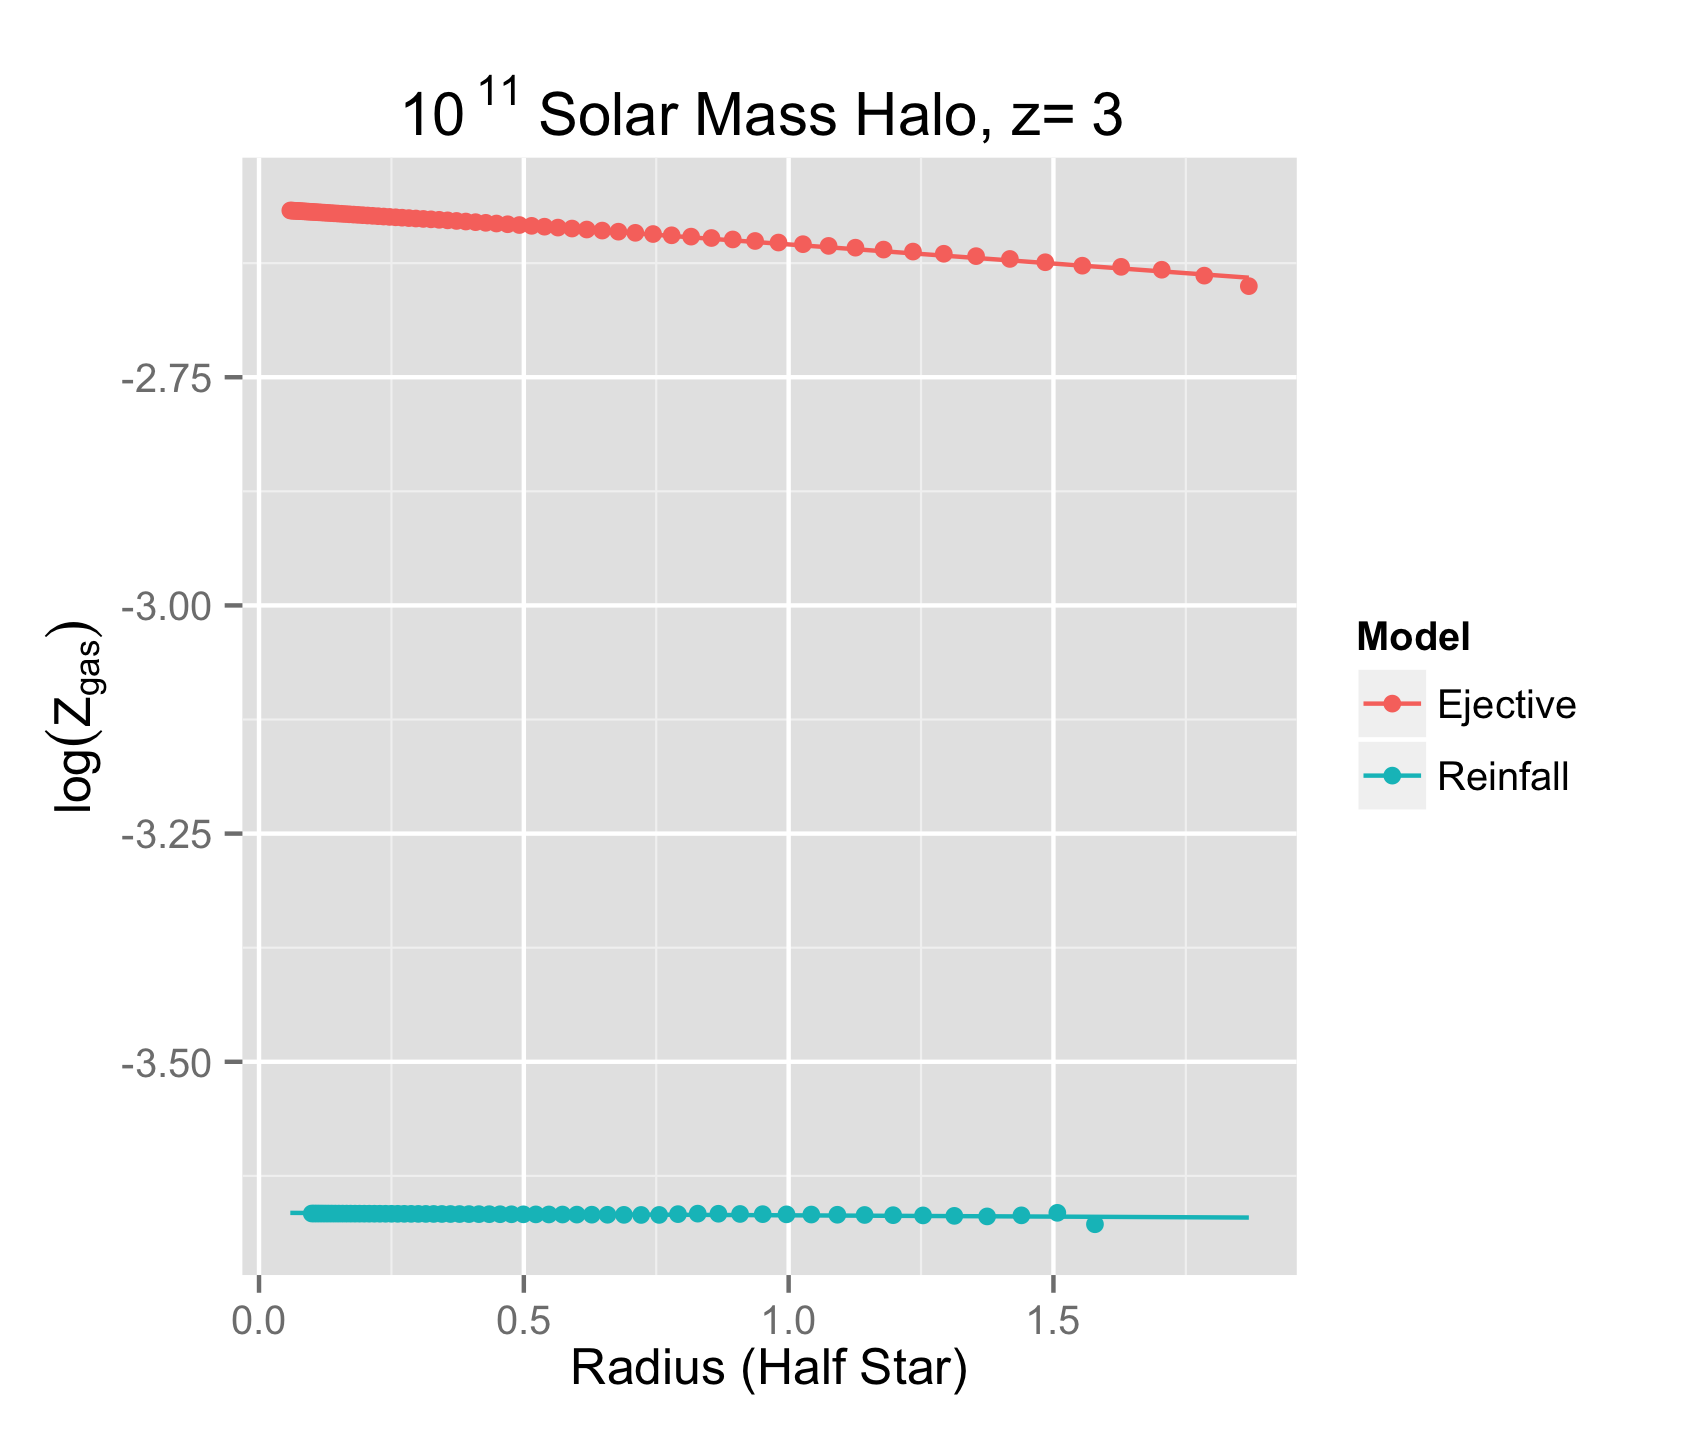 10 11 Solar Mass Halo, z= 3
log(Zgas)
-2.75
-3.00
-3.25
-3.50
0.0 0.5 1.0 1.5
Radius (Half Star)
Model
Ejective
Reinfall